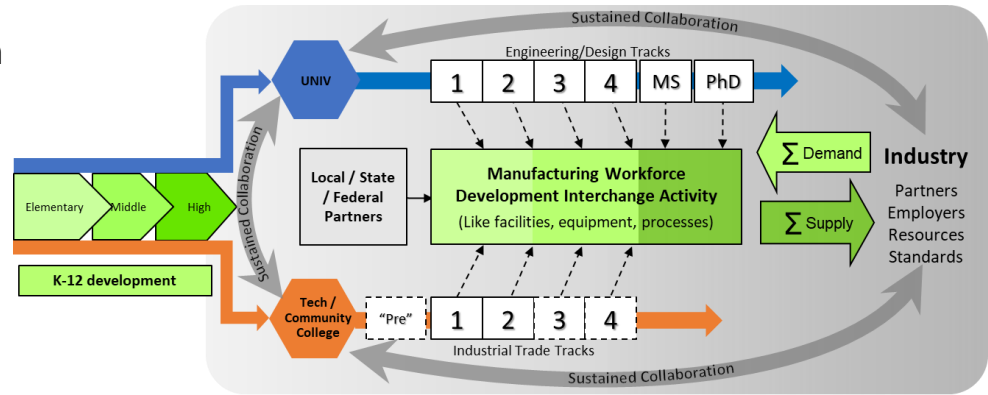 Sustained Collaboration
Engineering/Design Tracks
UNIV
1 2 3 4 MS PhD
Sustained Collaboration
Local / State
/ Federal
Partners
Manufacturing Workforce
Development Interchange Activity
(Like facilities, equipment, processes)
∑ Demand
∑ Supply
Industry
Partners
Employers
Resources
Standards
Elementary
Middle
High
K-12 development
Tech /
Community
College
"Pre"
1 2 3 4
Industrial Trade Tracks
Sustained Collaboration